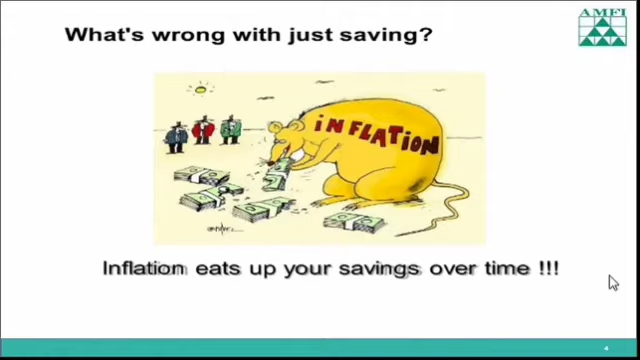 AMFI
What's wrong with just saving?
INFLATION
Inflation eats up your savings over time !!!
4